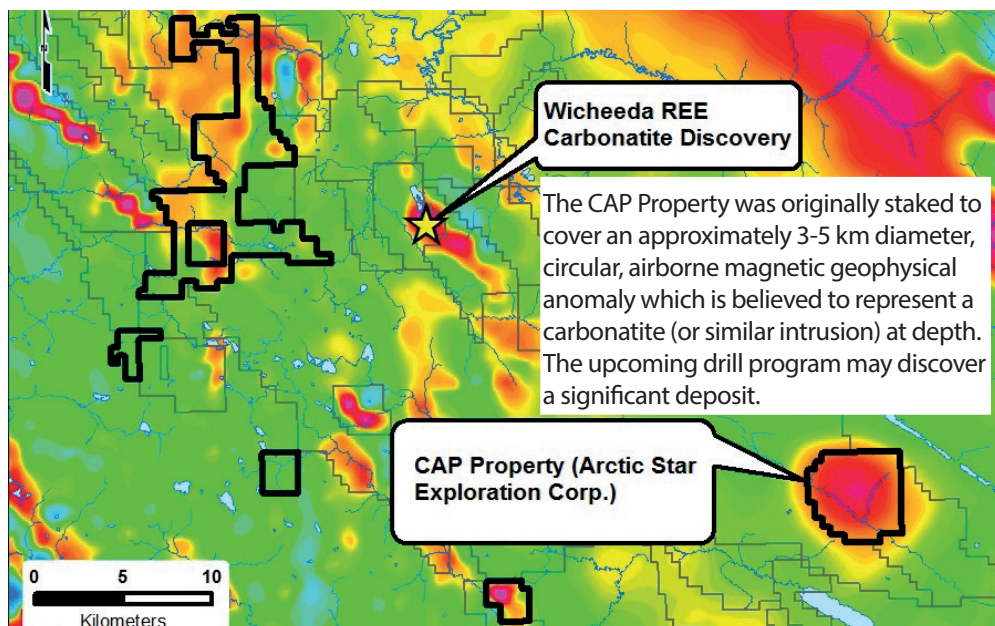 Wicheeda REE
Carbonatite Discovery
The CAP Property was originally staked to
cover an approximately 3-5 km diameter,
circular, airborne magnetic geophysical
anomaly which is believed to represent a
carbonatite (or similar intrusion) at depth.
The upcoming drill program may discover
a significant deposit.
CAP Property (Arctic Star
Exploration Corp.)
0 5 10
Kilometers